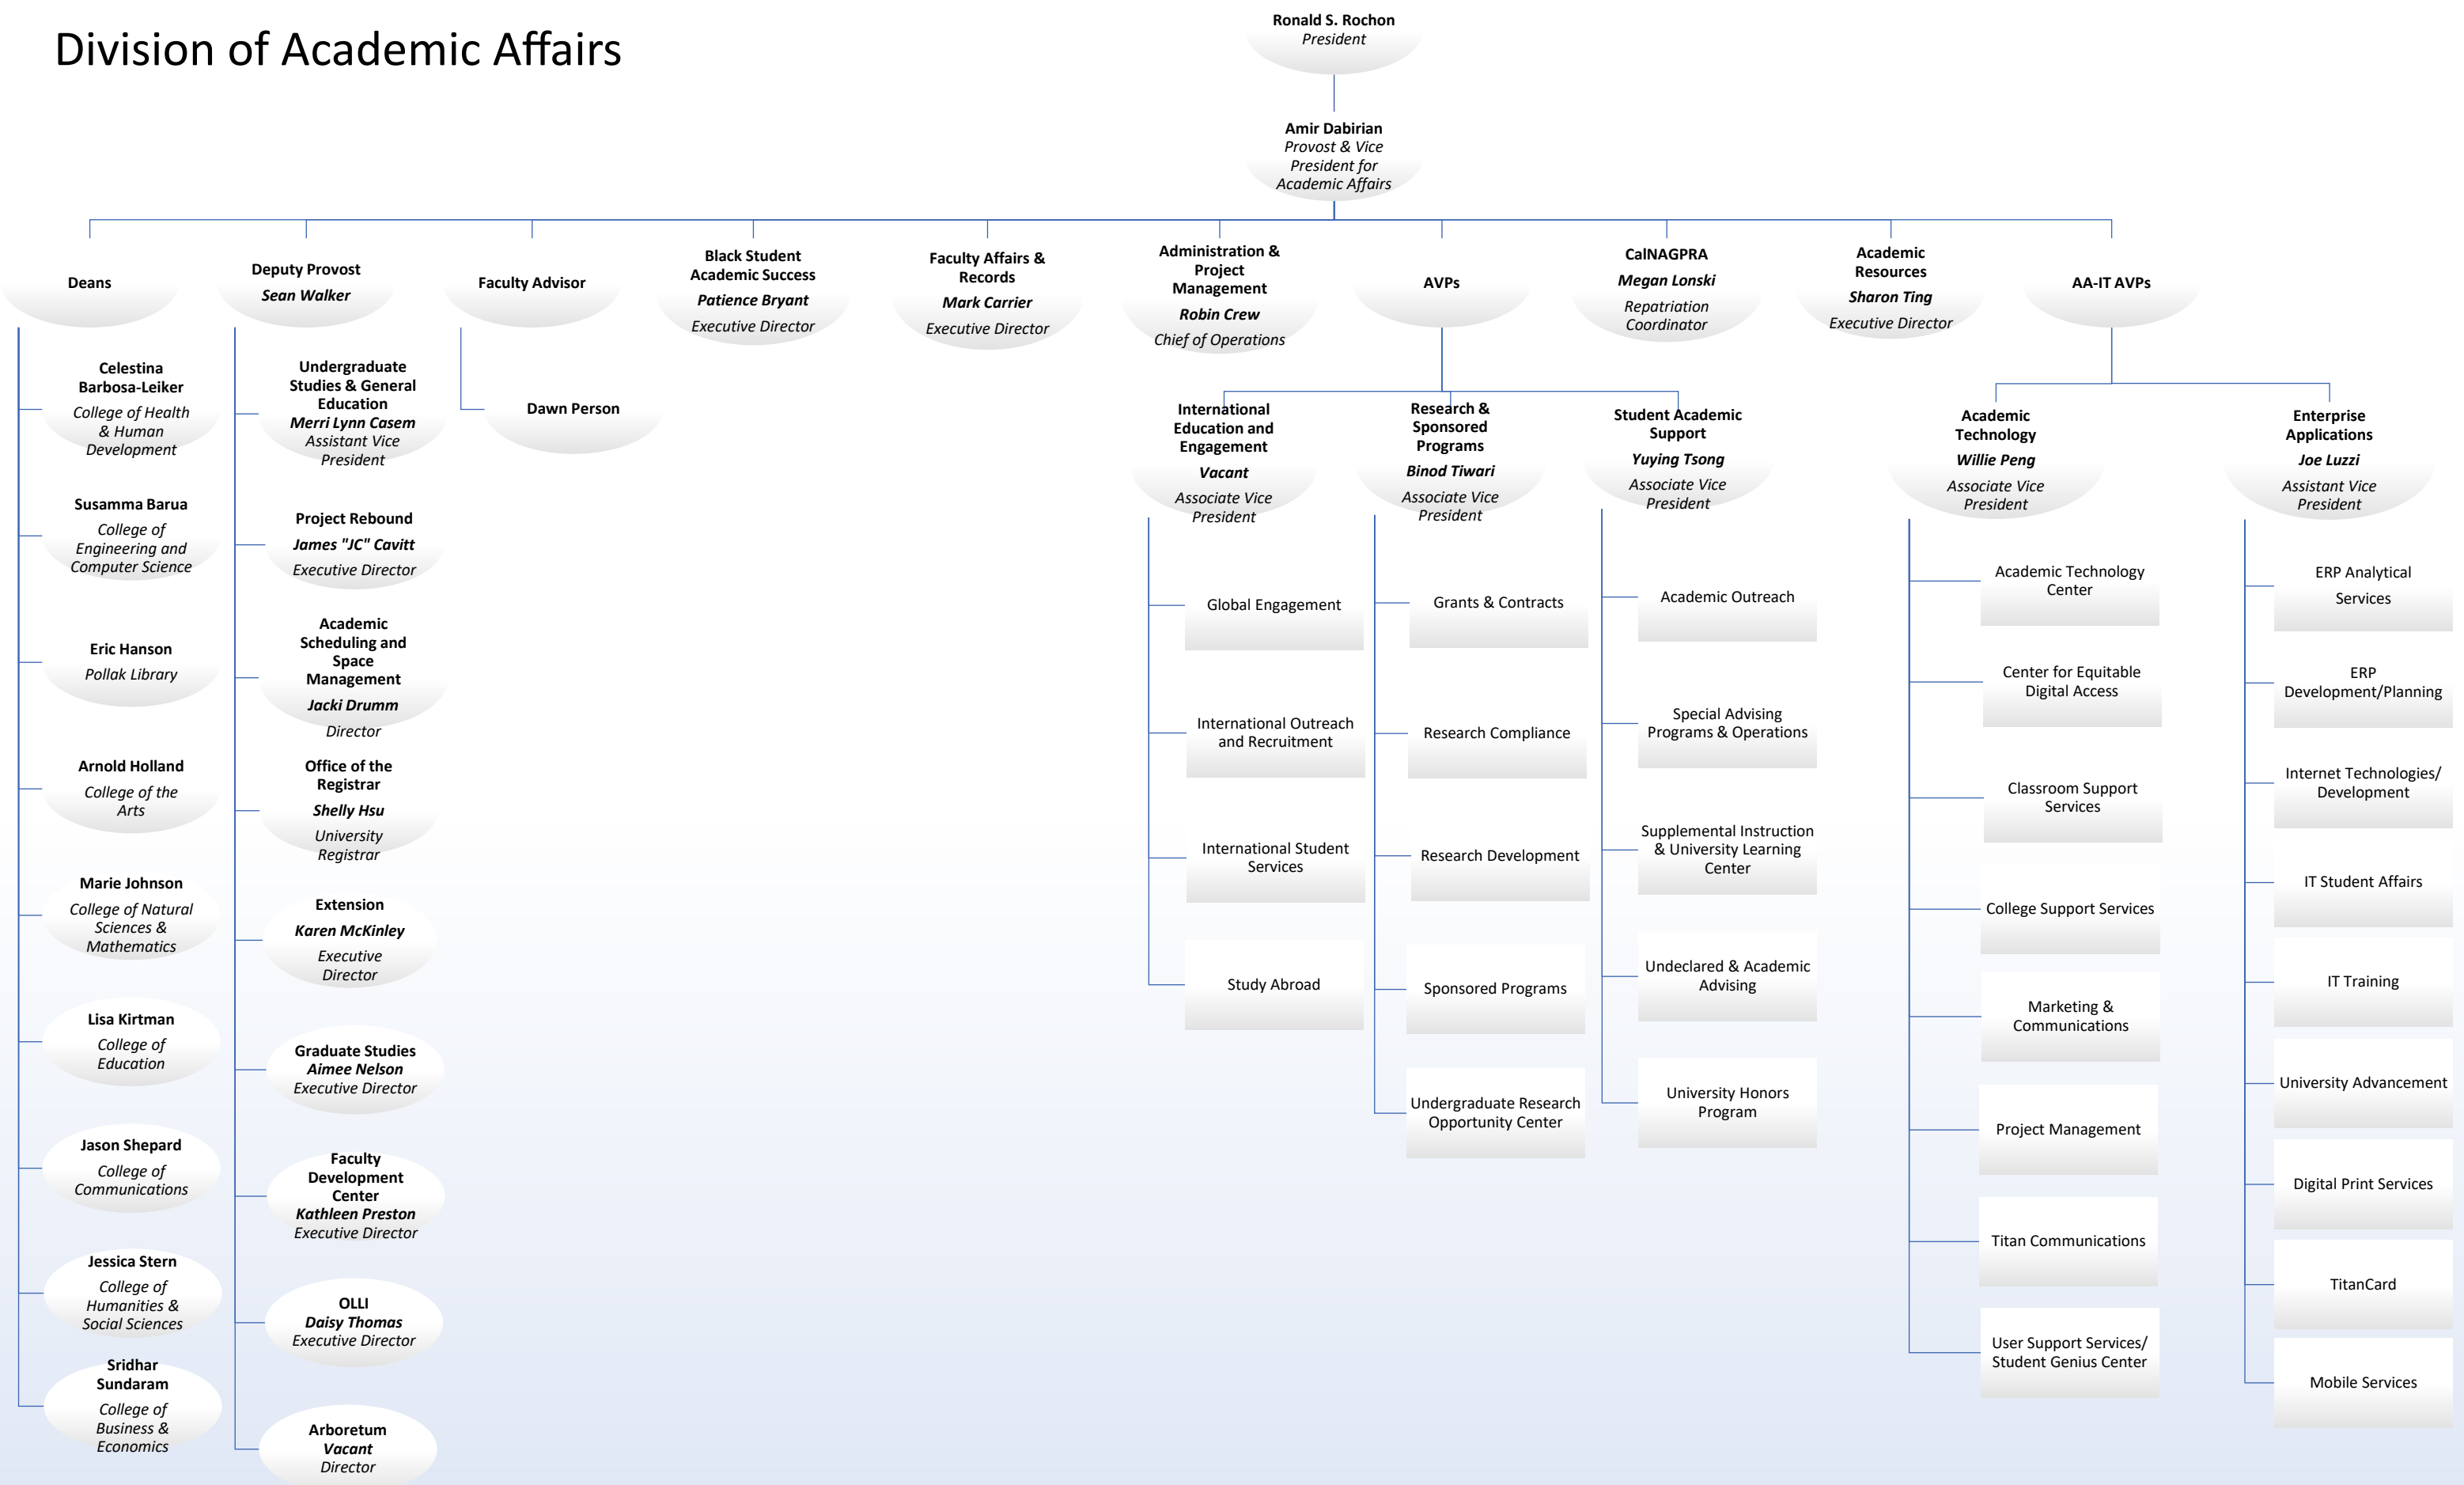 Division of Academic Affairs
Ronald S. Rochon
President
Amir Dabirian
Provost & Vice
President for
Academic Affairs
Deans
Deputy Provost
Sean Walker
Faculty Advisor
Black Student
Academic Success
Patience Bryant
Executive Director
Faculty Affairs &
Records
Mark Carrier
Executive Director
Administration &
Project
Management
Robin Crew
Chief of Operations
AVPs
CalNAGPRA
Megan Lonski
Repatriation
Coordinator
Academic
Resources
Sharon Ting
Executive Director
AA-IT AVPs
Celestina
Barbosa-Leiker
College of Health
& Human
Development
Susamma Barua
College of
Engineering and
Computer Science
Eric Hanson
Pollak Library
Arnold Holland
College of the
Arts
Marie Johnson
College of Natural
Sciences &
Mathematics
Lisa Kirtman
College of
Education
Jason Shepard
College of
Communications
Jessica Stern
College of
Humanities &
Social Sciences
Sridhar
Sundaram
College of
Business &
Economics
Undergraduate
Studies & General
Education
Merri Lynn Casem
Assistant Vice
President
Project Rebound
James "JC" Cavitt
Executive Director
Academic
Scheduling and
Space
Management
Jacki Drumm
Director
Office of the
Registrar
Shelly Hsu
University
Registrar
Extension
Karen McKinley
Executive
Director
Graduate Studies
Aimee Nelson
Executive Director
Faculty
Development
Center
Kathleen Preston
Executive Director
OLLI
Daisy Thomas
Executive Director
Arboretum
Vacant
Director
Dawn Person
International
Education and
Engagement
Vacant
Associate Vice
President
Global Engagement
International Outreach
and Recruitment
International Student
Services
Study Abroad
Research &
Sponsored
Programs
Binod Tiwari
Associate Vice
President
Grants & Contracts
Research Compliance
Research Development
Sponsored Programs
Undergraduate Research
Opportunity Center
Student Academic
Support
Yuying Tsong
Associate Vice
President
Academic Outreach
Special Advising
Programs & Operations
Supplemental Instruction
& University Learning
Center
Undeclared & Academic
Advising
University Honors
Program
Academic
Technology
Willie Peng
Associate Vice
President
Academic Technology
Center
Center for Equitable
Digital Access
Classroom Support
Services
College Support Services
Marketing &
Communications
Project Management
Titan Communications
User Support Services/
Student Genius Center
Enterprise
Applications
Joe Luzzi
Assistant Vice
President
ERP Analytical
Services
ERP
Development/Planning
Internet Technologies/
Development
IT Student Affairs
IT Training
University Advancement
Digital Print Services
TitanCard
Mobile Services